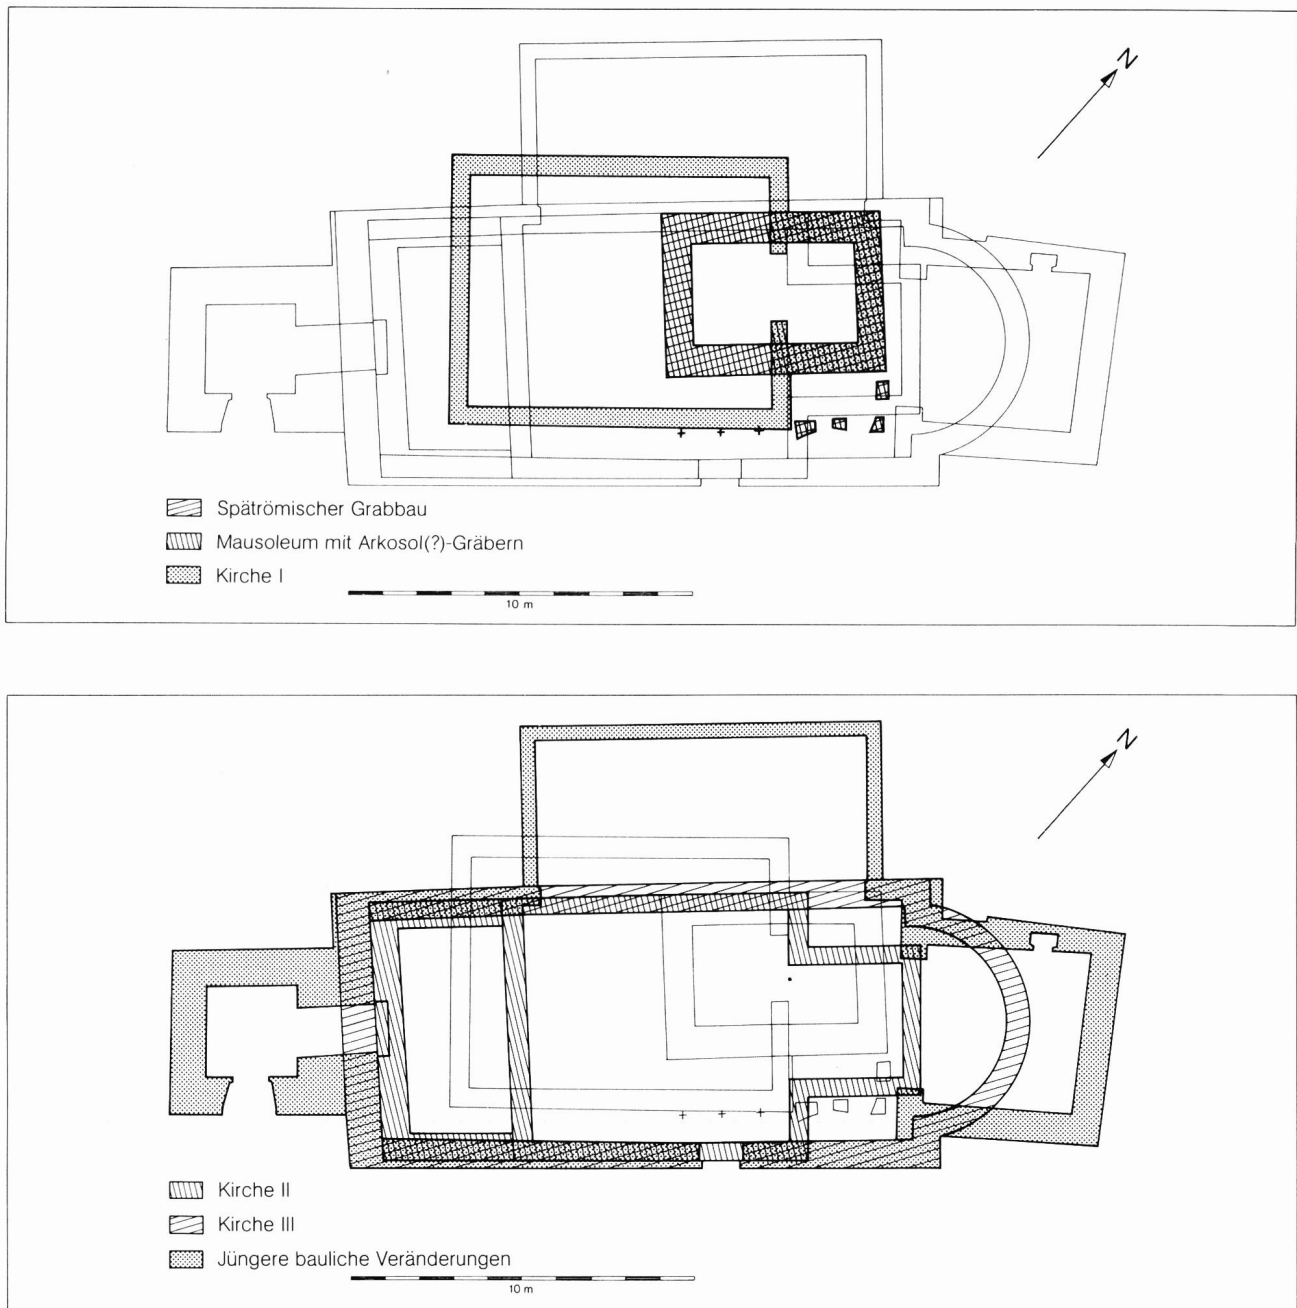 N
Spätrömischer Grabbau
Mausoleum mit Arkosol(?)-Gräbern
Kirche I
10 m
N
Kirche II
Kirche III
Jüngere bauliche Veränderungen
10 m